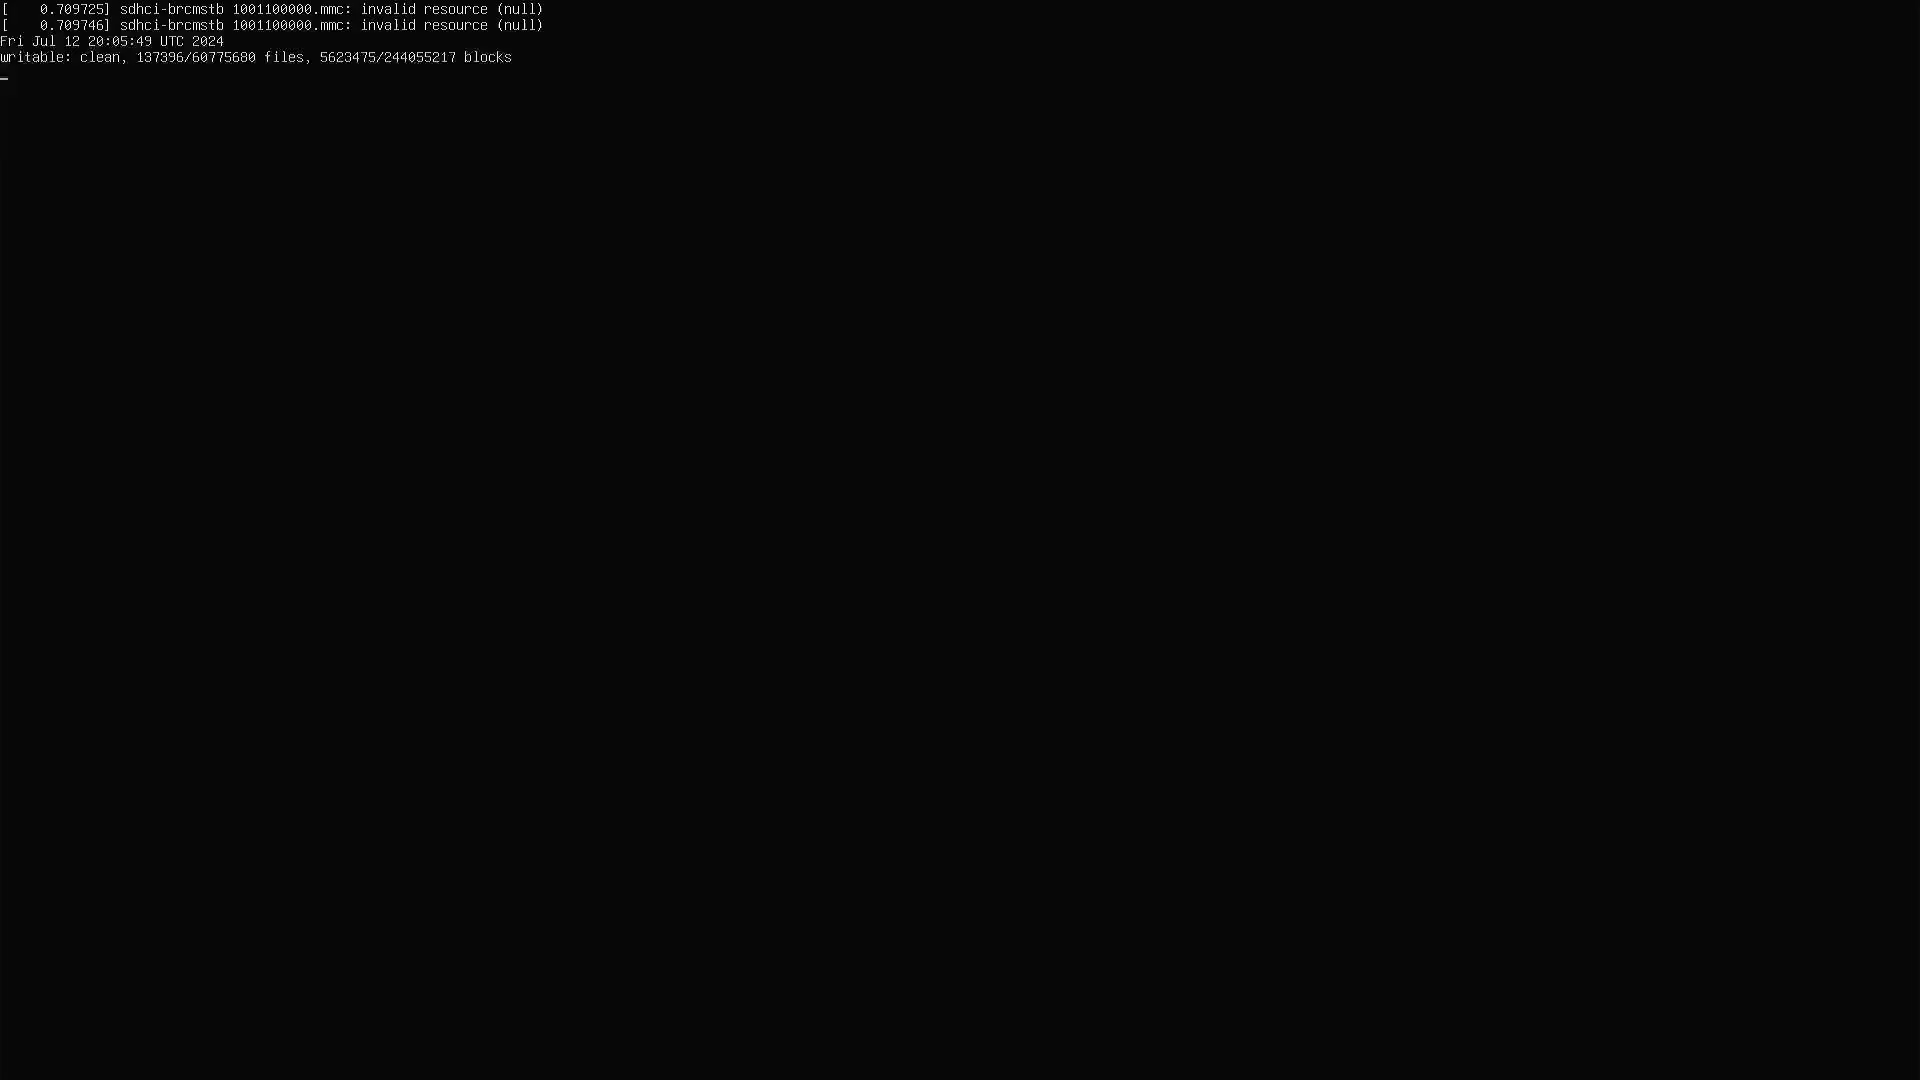 [    0.709725] sdhci-brcmstb 1001100000.mmc: invalid resource (null)
[    0.709746] sdhci-brcmstb 1001100000.mmc: invalid resource (null)
Fri Jul 12 20:05:49 UTC 2024
writable: clean, 137396/60775680 files, 5623475/244055217 blocks